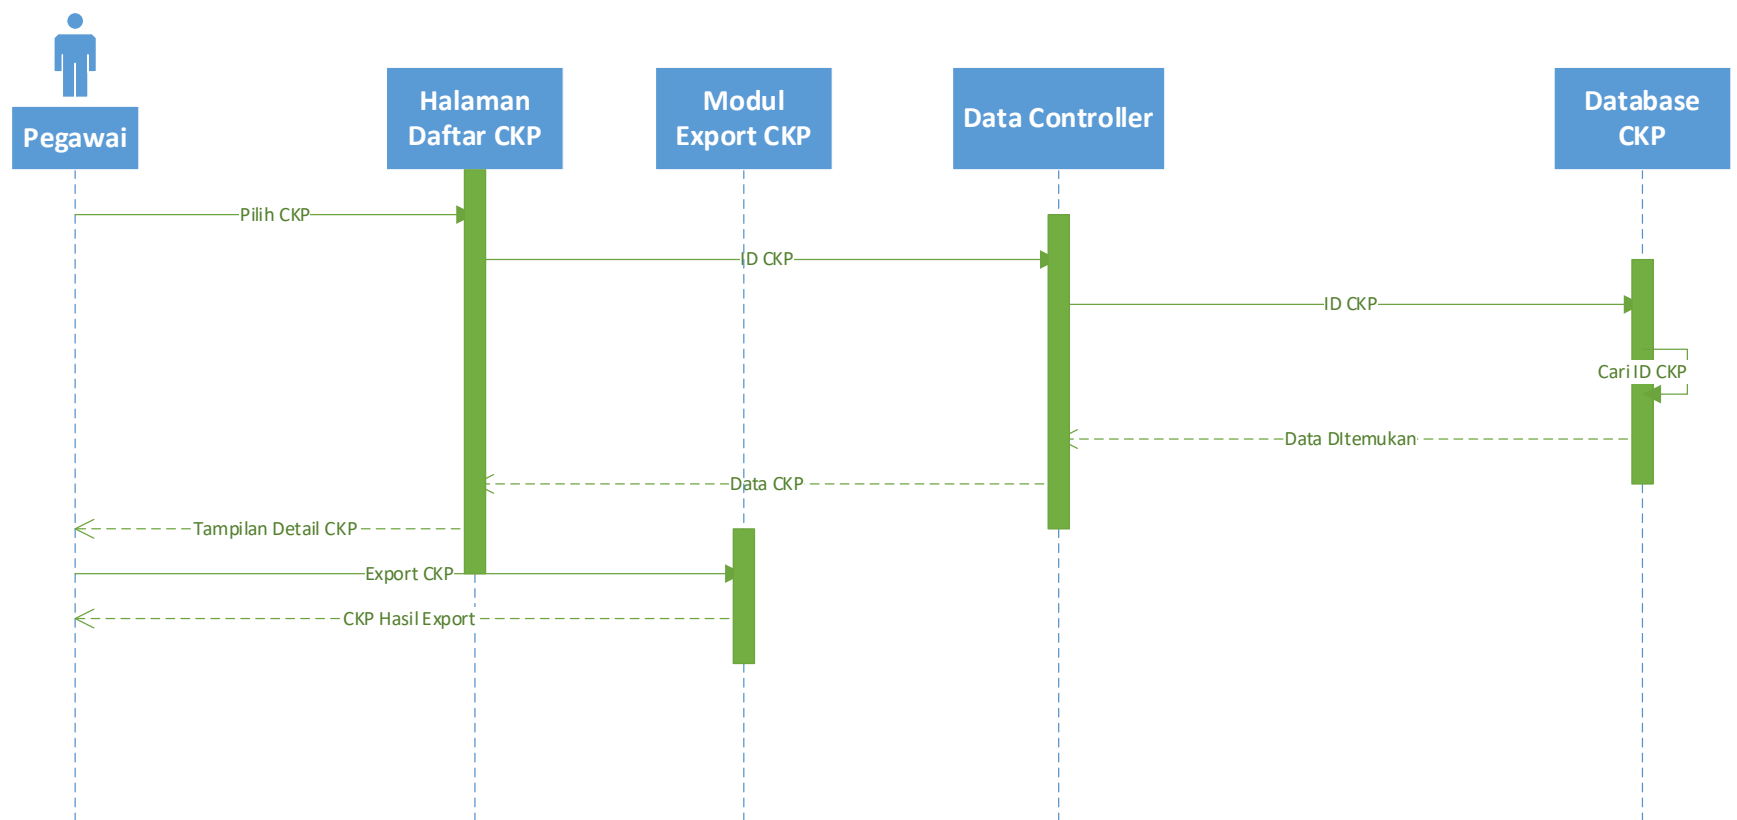 Pegawai
Halaman
Daftar CKP
Modul
Export CKP
Data Controller
Database
CKP
Pilih CKP
ID CKP
ID CKP
Cari ID CKP
Data DItemukan
Data CKP
Tampilan Detail CKP
Export CKP
CKP Hasil Export